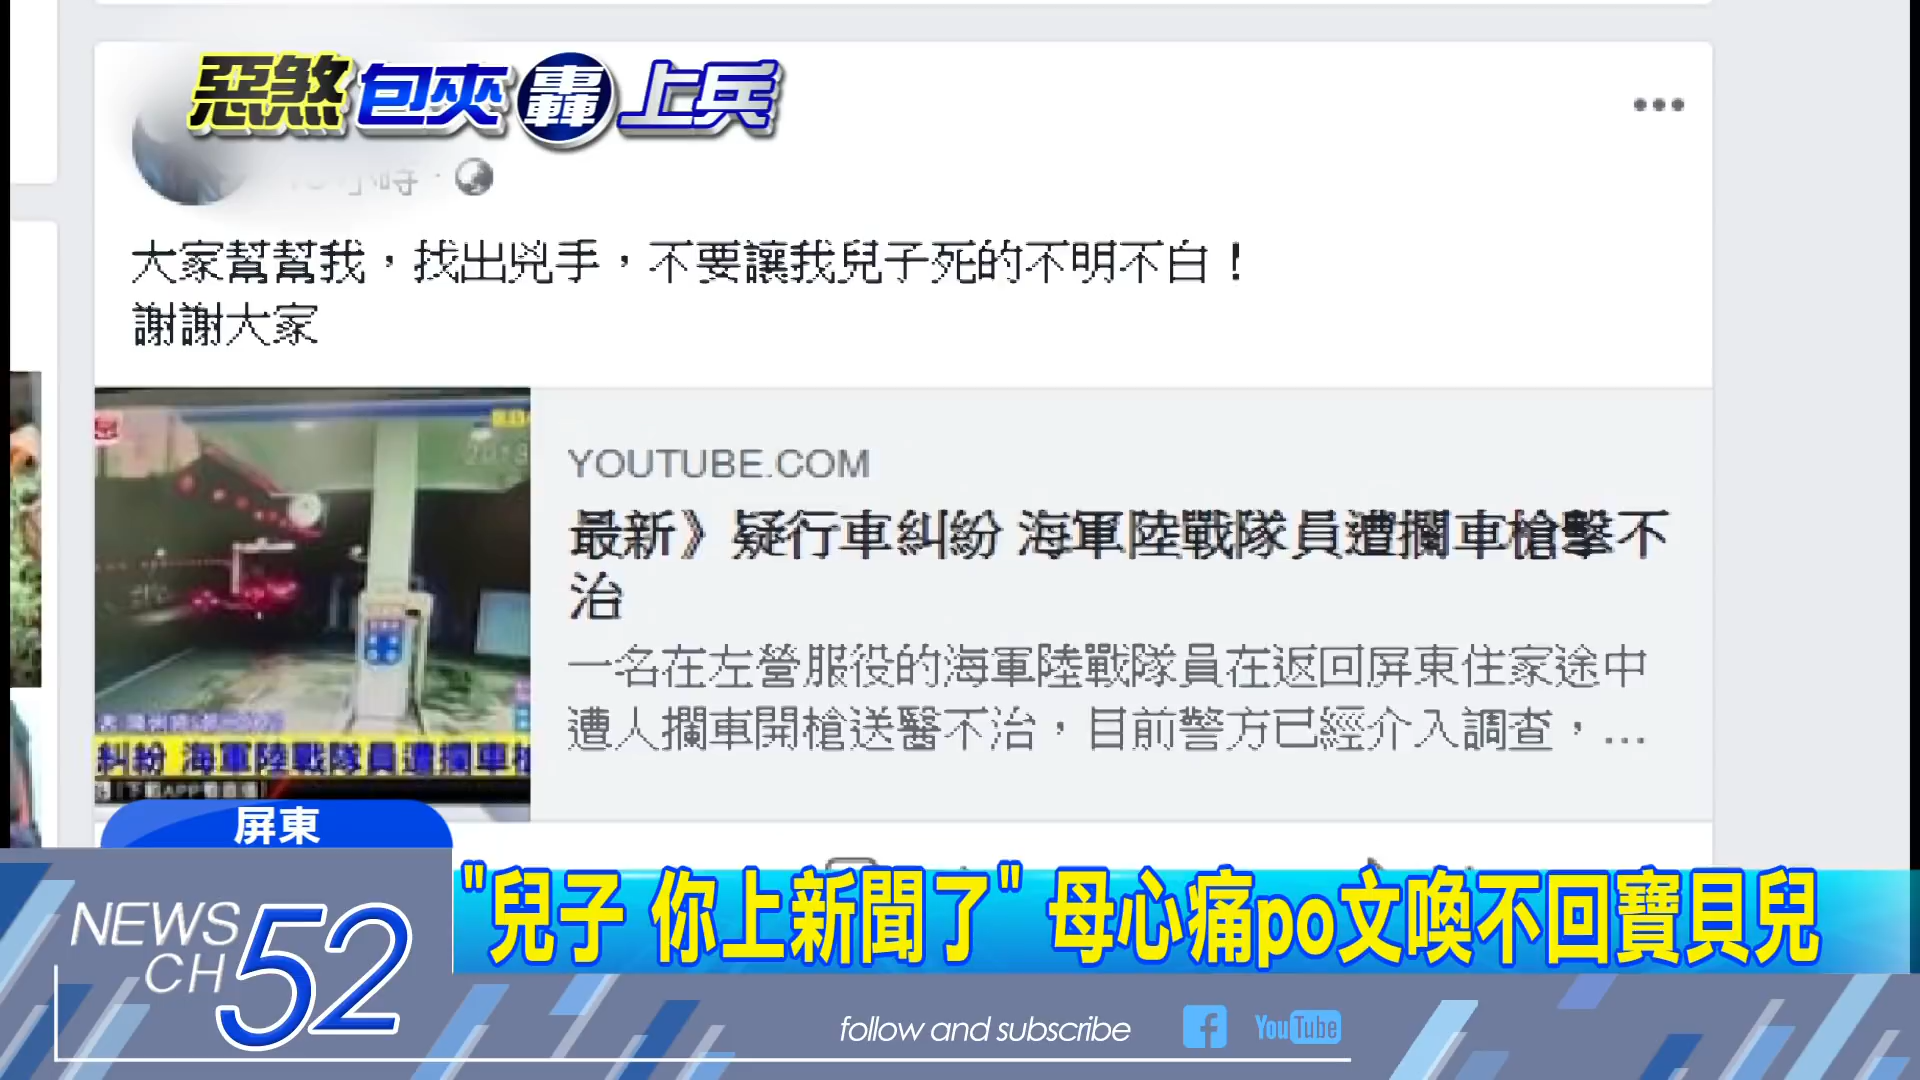 惡煞包夾轟上兵
小時
大家幫幫我，找出兇手，不要讓我兒子死的不明不白！
謝謝大家
2019
YOUTUBE.COM
最新》疑行車糾紛 海軍陸戰隊員遭攔車槍擊不
治
一名在左營服役的海軍陸戰隊員在返回屏東住家途中
遭人攔車開槍送醫不治，目前警方已經介入調查，...
糾紛 海軍陸戰隊員遭攔車槍
屏東
"兒子 你上新聞了" 母心痛po文喚不回寶貝兒
NEWS
CH
52
follow and subscribe
YouTube